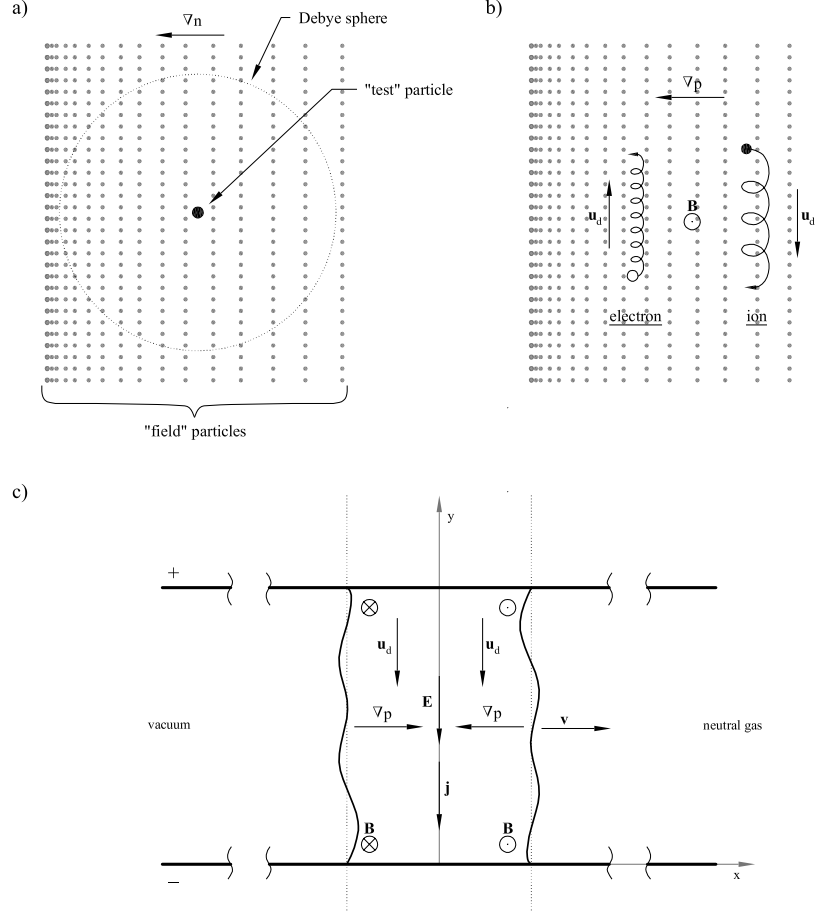 a)
∇n
Debye sphere
"test" particle
"field" particles
b)
∇p
B
u_d
u_d
electron
ion
c)
y
+
u_d
u_d
E
∇p
∇p
v
vacuum
neutral gas
j
B
B
x
−